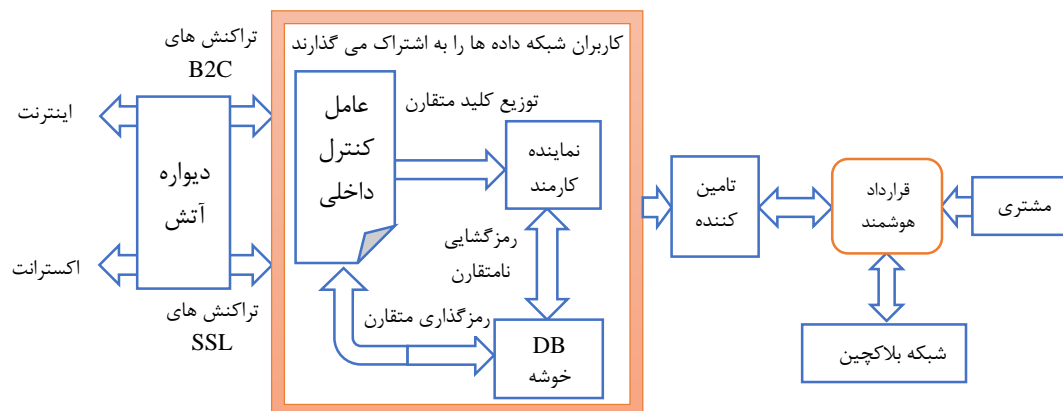 کاربران شبکه داده ها را به اشتراک می گذارند
تراکنش های
B2C
اینترنت
دیواره
آتش
اکسترانت
تراکنش های
SSL
عامل
کنترل
داخلی
توزیع کلید متقارن
نماینده
کارمند
رمزگشایی
نامتقارن
رمزگذاری متقارن
DB
خوشه
تامین
کننده
قرارداد
هوشمند
مشتری
شبکه بلاکچین